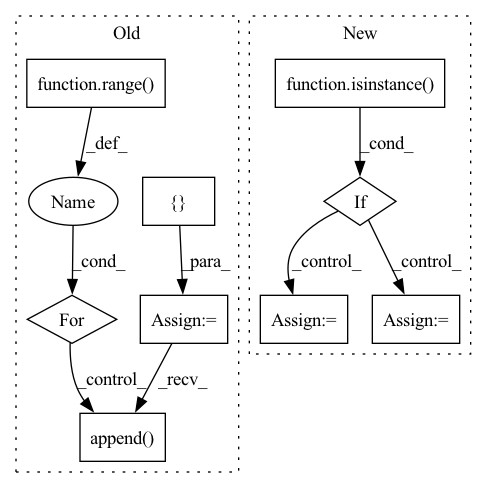 Old
New
function.range()
function.isinstance()
_def_
_cond_
Name
{}
If
_cond_
_para_
_control_
_control_
For
Assign:=
Assign:=
Assign:=
_control_
_recv_
append()